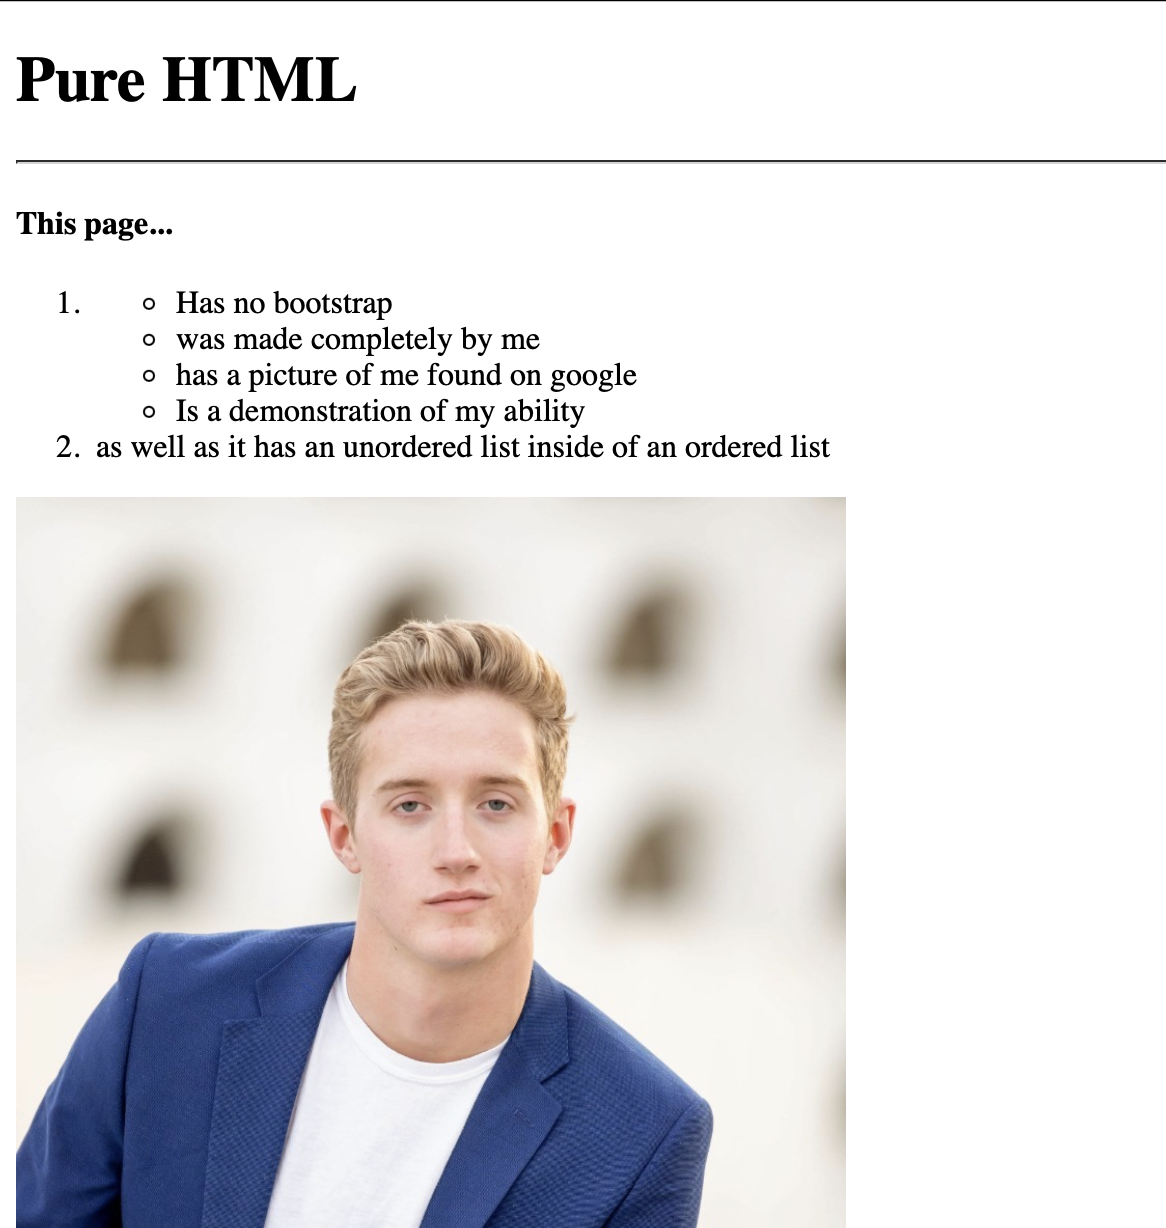 Pure HTML
This page...
1. ○ Has no bootstrap
○ was made completely by me
○ has a picture of me found on google
○ Is a demonstration of my ability
2. as well as it has an unordered list inside of an ordered list